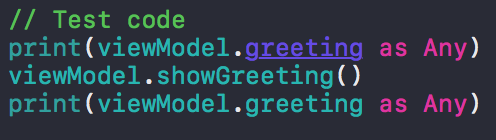 // Test code
print(viewModel.greeting as Any)
viewModel.showGreeting()
print(viewModel.greeting as Any)